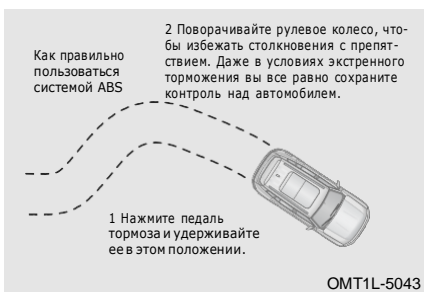 Как правильно
пользоваться
системой ABS
2 Поворачивайте рулевое колесо, что-
бы избежать столкновения с препят-
ствием. Даже в условиях экстренного
торможения вы все равно сохраните
контроль над автомобилем.
1 Нажмите педаль
тормоза и удерживайте
ее в этом положении.
OMT1L-5043